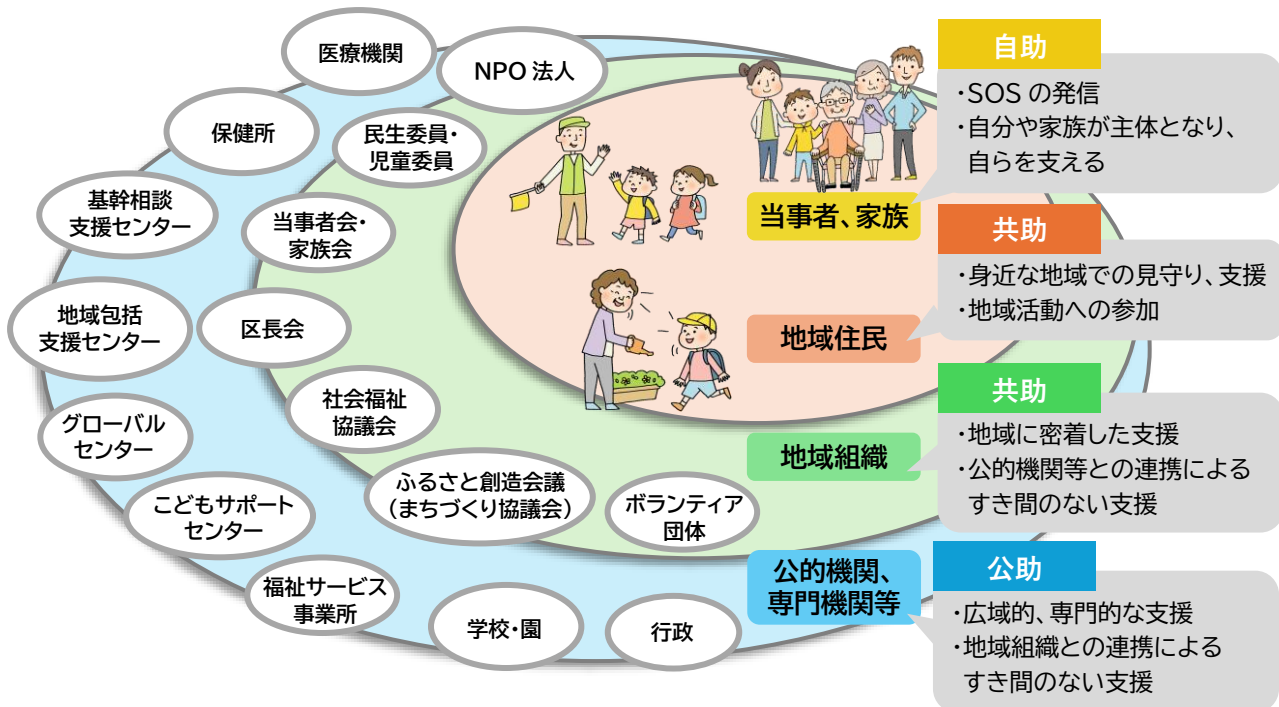 医療機関
NPO 法人
保健所
民生委員・
児童委員
基幹相談
支援センター
当事者会・
家族会
地域包括
支援センター
区長会
グローバル
センター
社会福祉
協議会
こどもサポート
センター
ふるさと創造会議
(まちづくり協議会)
ボランティア
団体
福祉サービス
事業所
学校・園
行政
当事者、家族
自助
・SOS の発信
・自分や家族が主体となり、
自らを支える
地域住民
共助
・身近な地域での見守り、支援
・地域活動への参加
地域組織
共助
・地域に密着した支援
・公的機関等との連携による
すき間のない支援
公的機関、
専門機関等
公助
・広域的、専門的な支援
・地域組織との連携による
すき間のない支援